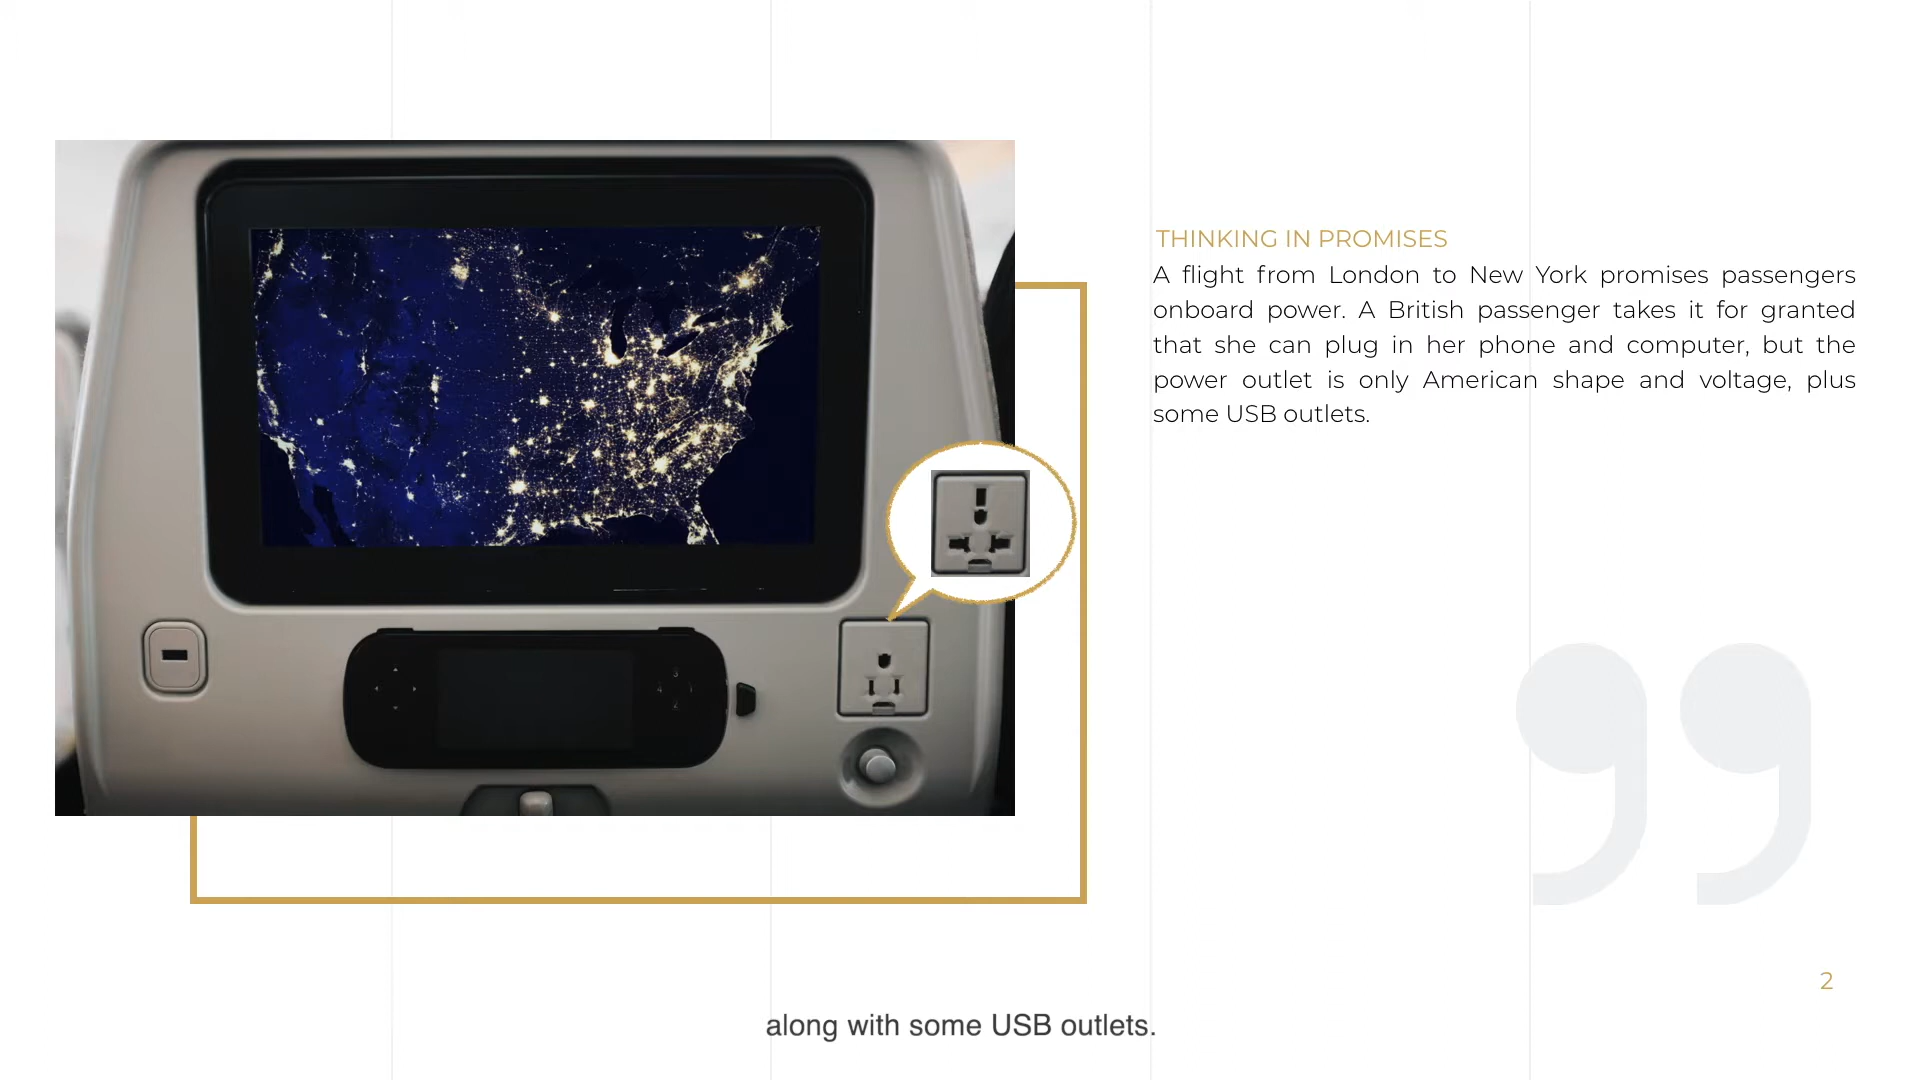 THINKING IN PROMISES
A flight from London to New York promises passengers
onboard power. A British passenger takes it for granted
that she can plug in her phone and computer, but the
power outlet is only American shape and voltage, plus
some USB outlets.
2
along with some USB outlets.